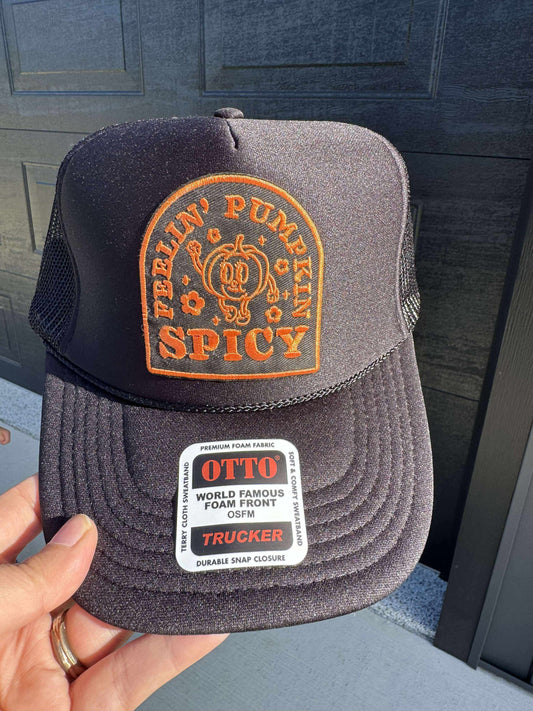 FEELIN' PUMPKIN
SPICY
PREMIUM FOAM FABRIC
TERRY CLOTH SWEATBAND
OTTO®
WORLD FAMOUS
FOAM FRONT
OSFM
TRUCKER
SOFT & COMFY SWEATBAND
DURABLE SNAP CLOSURE